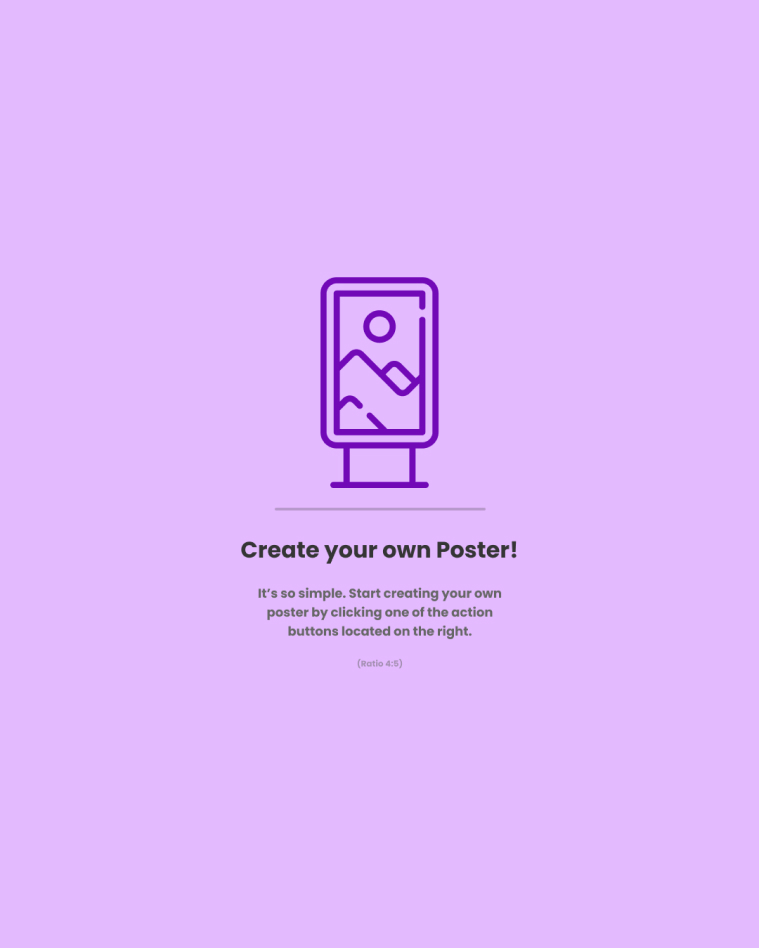 Create your own Poster!
It’s so simple. Start creating your own
poster by clicking one of the action
buttons located on the right.
(Ratio 4:5)